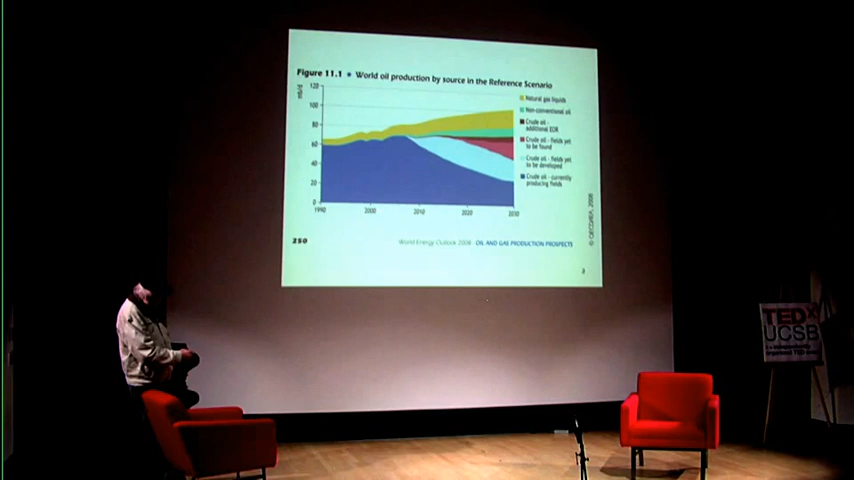 Figure 11.1 • World oil production by source in the Reference Scenario
mb/d
120
100
80
60
40
20
0
1990
2000
2010
2020
2030
Natural gas liquids
Non-conventional oil
Crude oil -
additional EOR
Crude oil - fields yet
to be found
Crude oil - fields yet
to be developed
Crude oil - currently
producing fields
© OECD/IEA, 2008
250
World Energy Outlook 2008 - OIL AND GAS PRODUCTION PROSPECTS
2
TEDx
UCSB